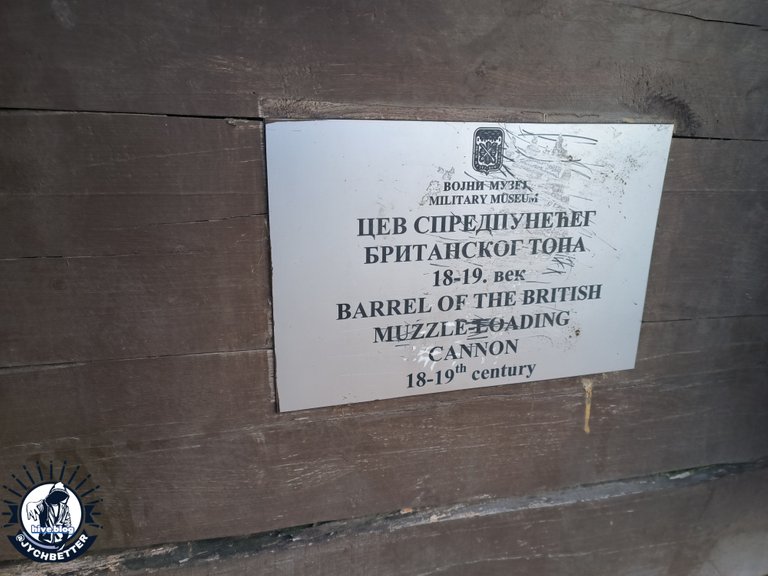 ВОЈНИ МУЗЕЈ
MILITARY MUSEUM
ЦЕВ СПРЕДПУНЕЋЕГ
БРИТАНСКОГ ТОПА
18-19. век
BARREL OF THE BRITISH
MUZZLE-LOADING
CANNON
18-19th century
hive.blog
@JYCHBETTER